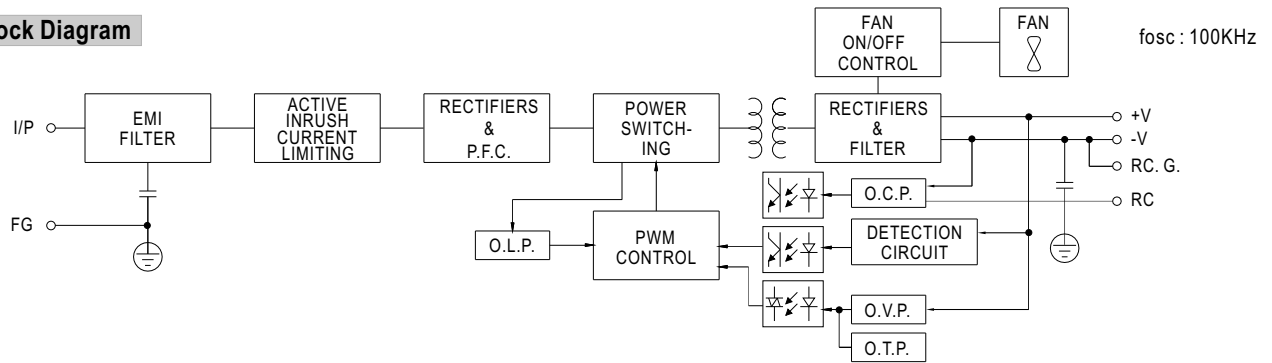 ock Diagram
fosc : 100KHz
FAN
ON/OFF
CONTROL
FAN
I/P
EMI
FILTER
ACTIVE
INRUSH
CURRENT
LIMITING
RECTIFIERS
&
P.F.C.
POWER
SWITCH-
ING
RECTIFIERS
&
FILTER
+V
-V
RC. G.
RC
FG
O.L.P.
PWM
CONTROL
O.C.P.
DETECTION
CIRCUIT
O.V.P.
O.T.P.